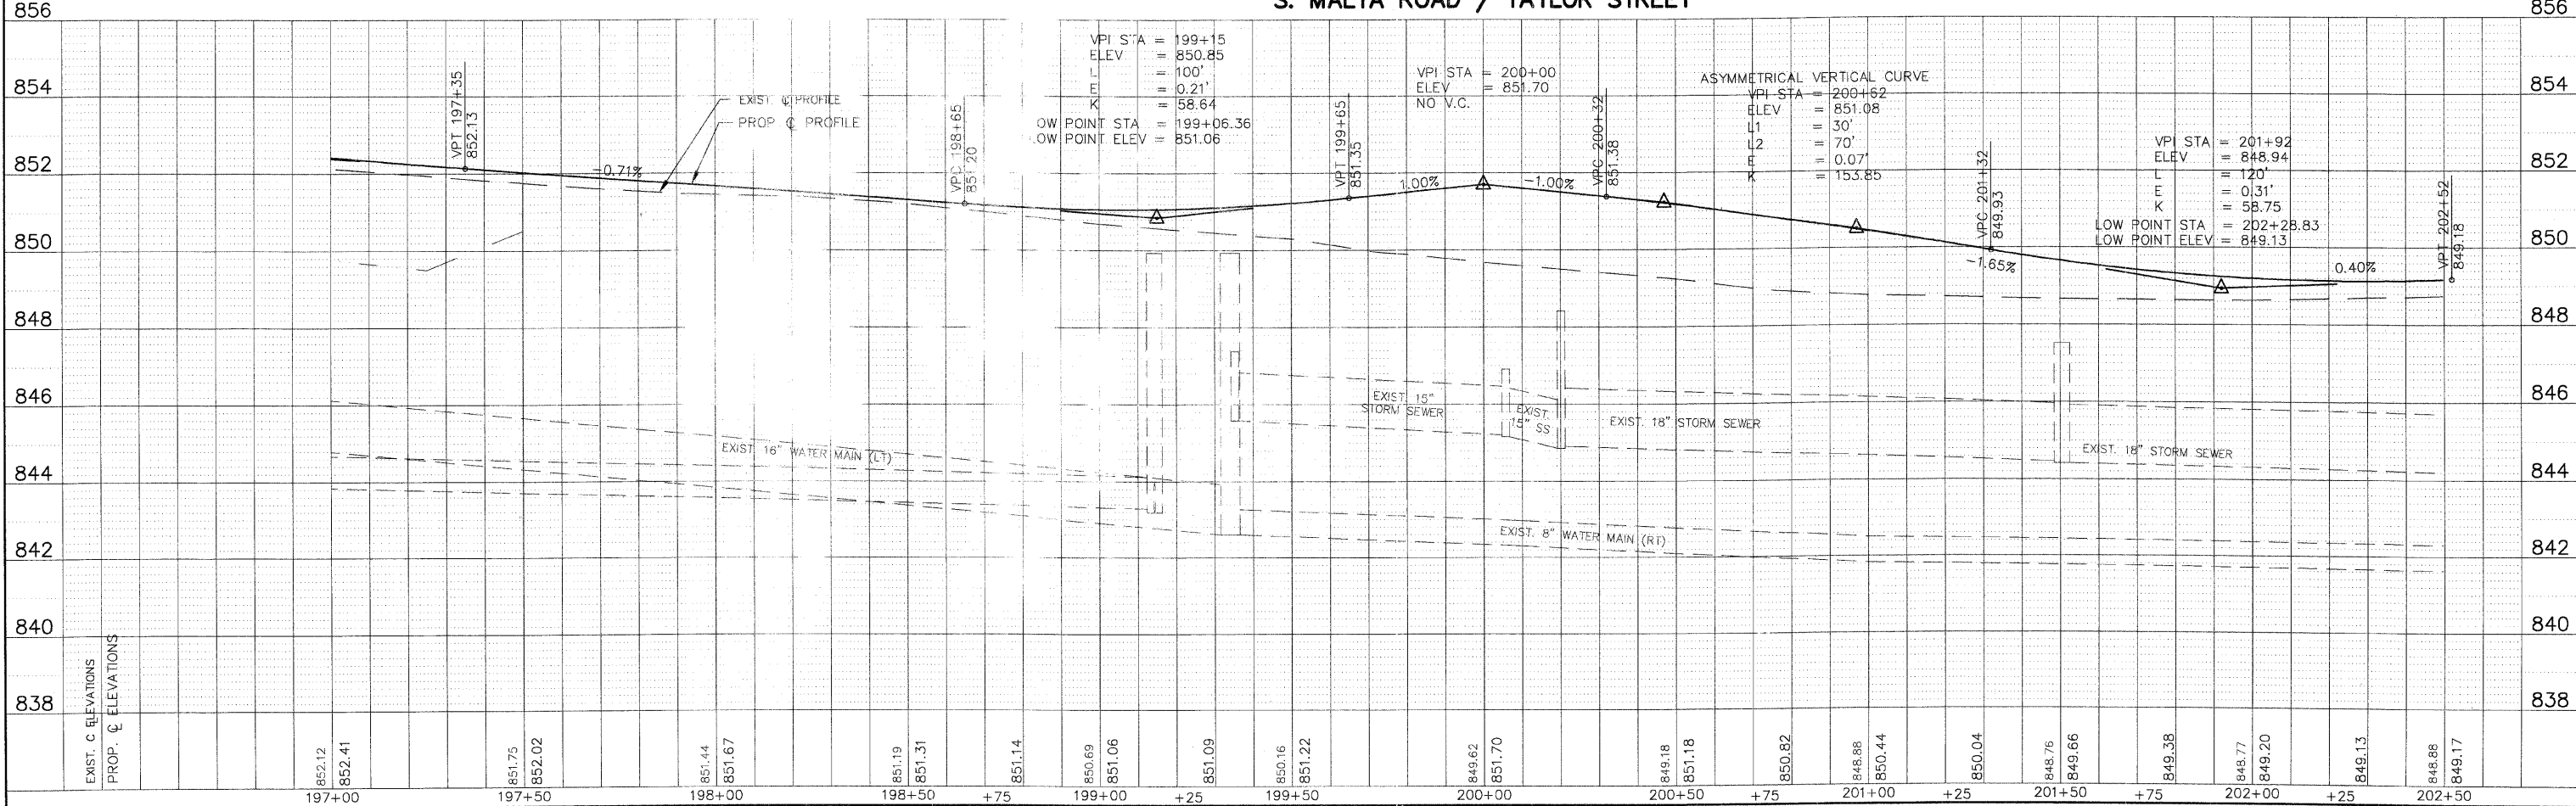 S. MALTA ROAD / TAYLOR STREET
856
856
854
854
852
852
850
850
848
848
846
846
844
844
842
842
840
840
838
838
VPT 197+35
852.13
-0.71%
EXIST. ℄ PROFILE
PROP ℄ PROFILE
VPC 198+65
851.20
VPI STA = 199+15
ELEV = 850.85
L = 100'
E = 0.21'
K = 58.64
OW POINT STA = 199+06.36
LOW POINT ELEV = 851.06
VPT 199+65
851.35
1.00%
VPI STA = 200+00
ELEV = 851.70
NO V.C.
-1.00%
VPC 200+32
851.38
ASYMMETRICAL VERTICAL CURVE
VPI STA = 200+62
ELEV = 851.08
L1 = 30'
L2 = 70'
E = 0.07'
K = 153.85
VPC 201+32
849.93
-1.65%
VPI STA = 201+92
ELEV = 848.94
L = 120'
E = 0.31'
K = 58.75
LOW POINT STA = 202+28.83
LOW POINT ELEV = 849.13
0.40%
VPT 202+52
849.18
EXIST. 16" WATER MAIN (LT)
EXIST. 15"
STORM SEWER
EXIST.
15" SS
EXIST. 18" STORM SEWER
EXIST. 18" STORM SEWER
EXIST. 8" WATER MAIN (RT)
EXIST. C ELEVATIONS
PROP. ℄ ELEVATIONS
852.12
852.41
851.75
852.02
851.44
851.67
851.19
851.31
851.14
850.69
851.06
851.09
850.16
851.22
849.62
851.70
849.18
851.18
850.82
848.88
850.44
850.04
848.76
849.66
849.38
848.77
849.20
849.13
848.88
849.17
197+00
197+50
198+00
198+50
+75
199+00
+25
199+50
200+00
200+50
+75
201+00
+25
201+50
+75
202+00
+25
202+50